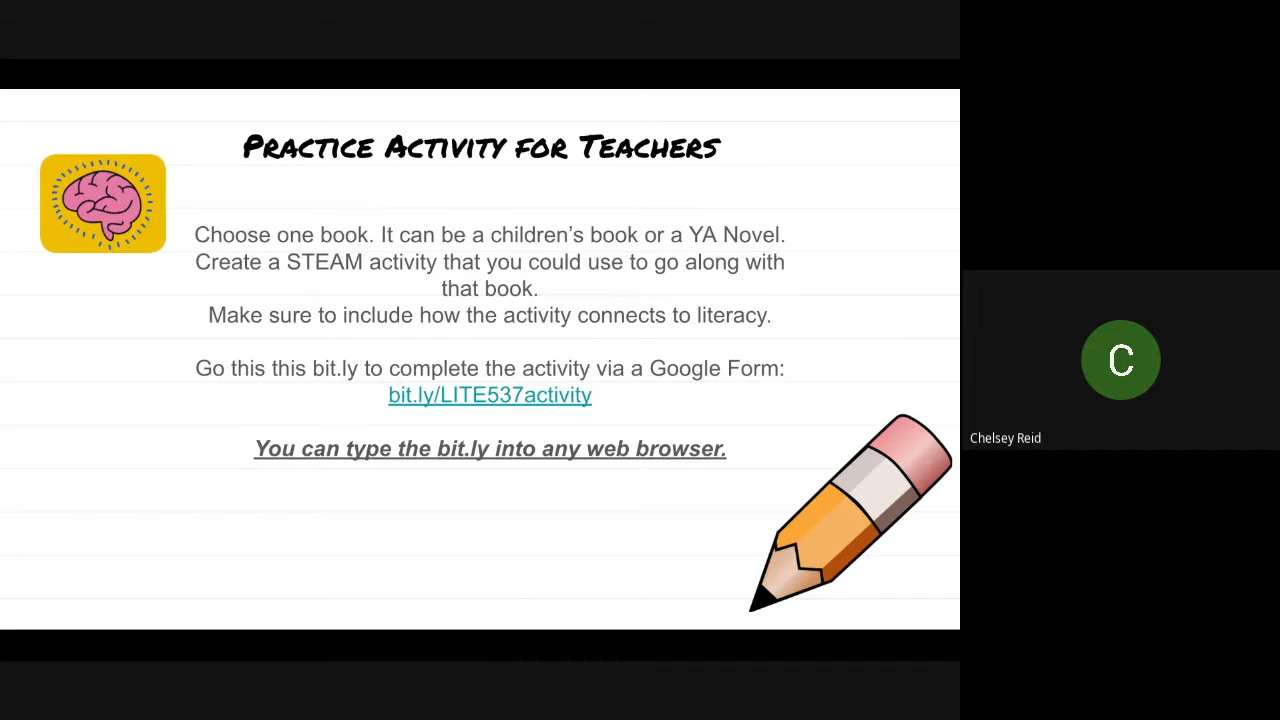 Practice Activity for Teachers
Choose one book. It can be a children's book or a YA Novel.
Create a STEAM activity that you could use to go along with
that book.
Make sure to include how the activity connects to literacy.
Go this this bit.ly to complete the activity via a Google Form:
bit.ly/LITE537activity
You can type the bit.ly into any web browser.
C
Chelsey Reid